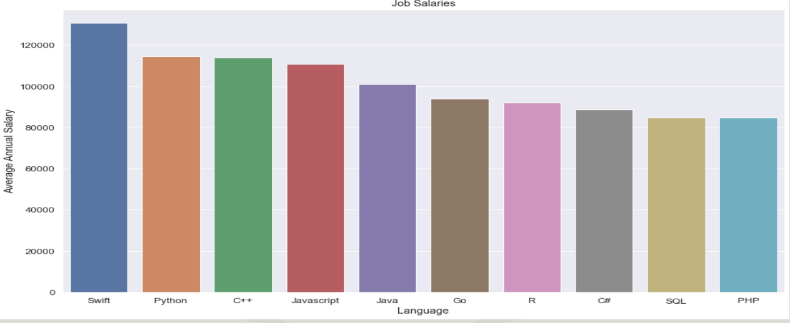 Job Salaries
Average Annual Salary
120000
100000
80000
60000
40000
20000
0
Swift Python C++ Javascript Java Go R C# SQL PHP
Language